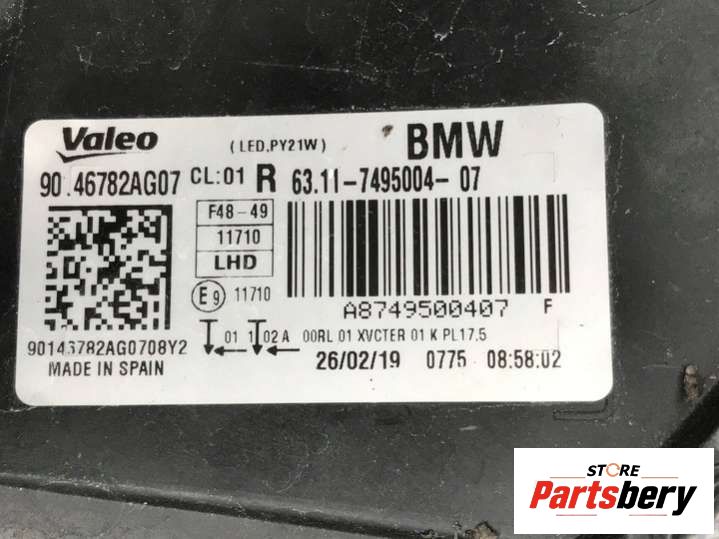 Valeo (LED,PY21W) BMW
90.46782AG07 CL:01 R 63.11-7495004-07
F48-49
11710
LHD
E9 11710
A8749500407 F
01 1 02A 00RL 01 XVCTER 01 K PL17.5
90146782AG0708Y2
MADE IN SPAIN
26/02/19 0775 08:58:02
STORE
Partsbery